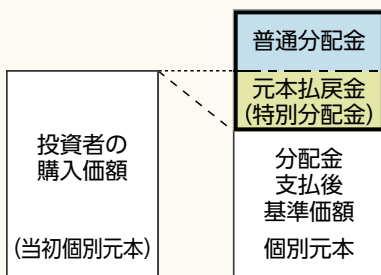 普通分配金
元本払戻金
(特別分配金)
投資者の
購入価額
(当初個別元本)
分配金
支払後
基準価額
個別元本